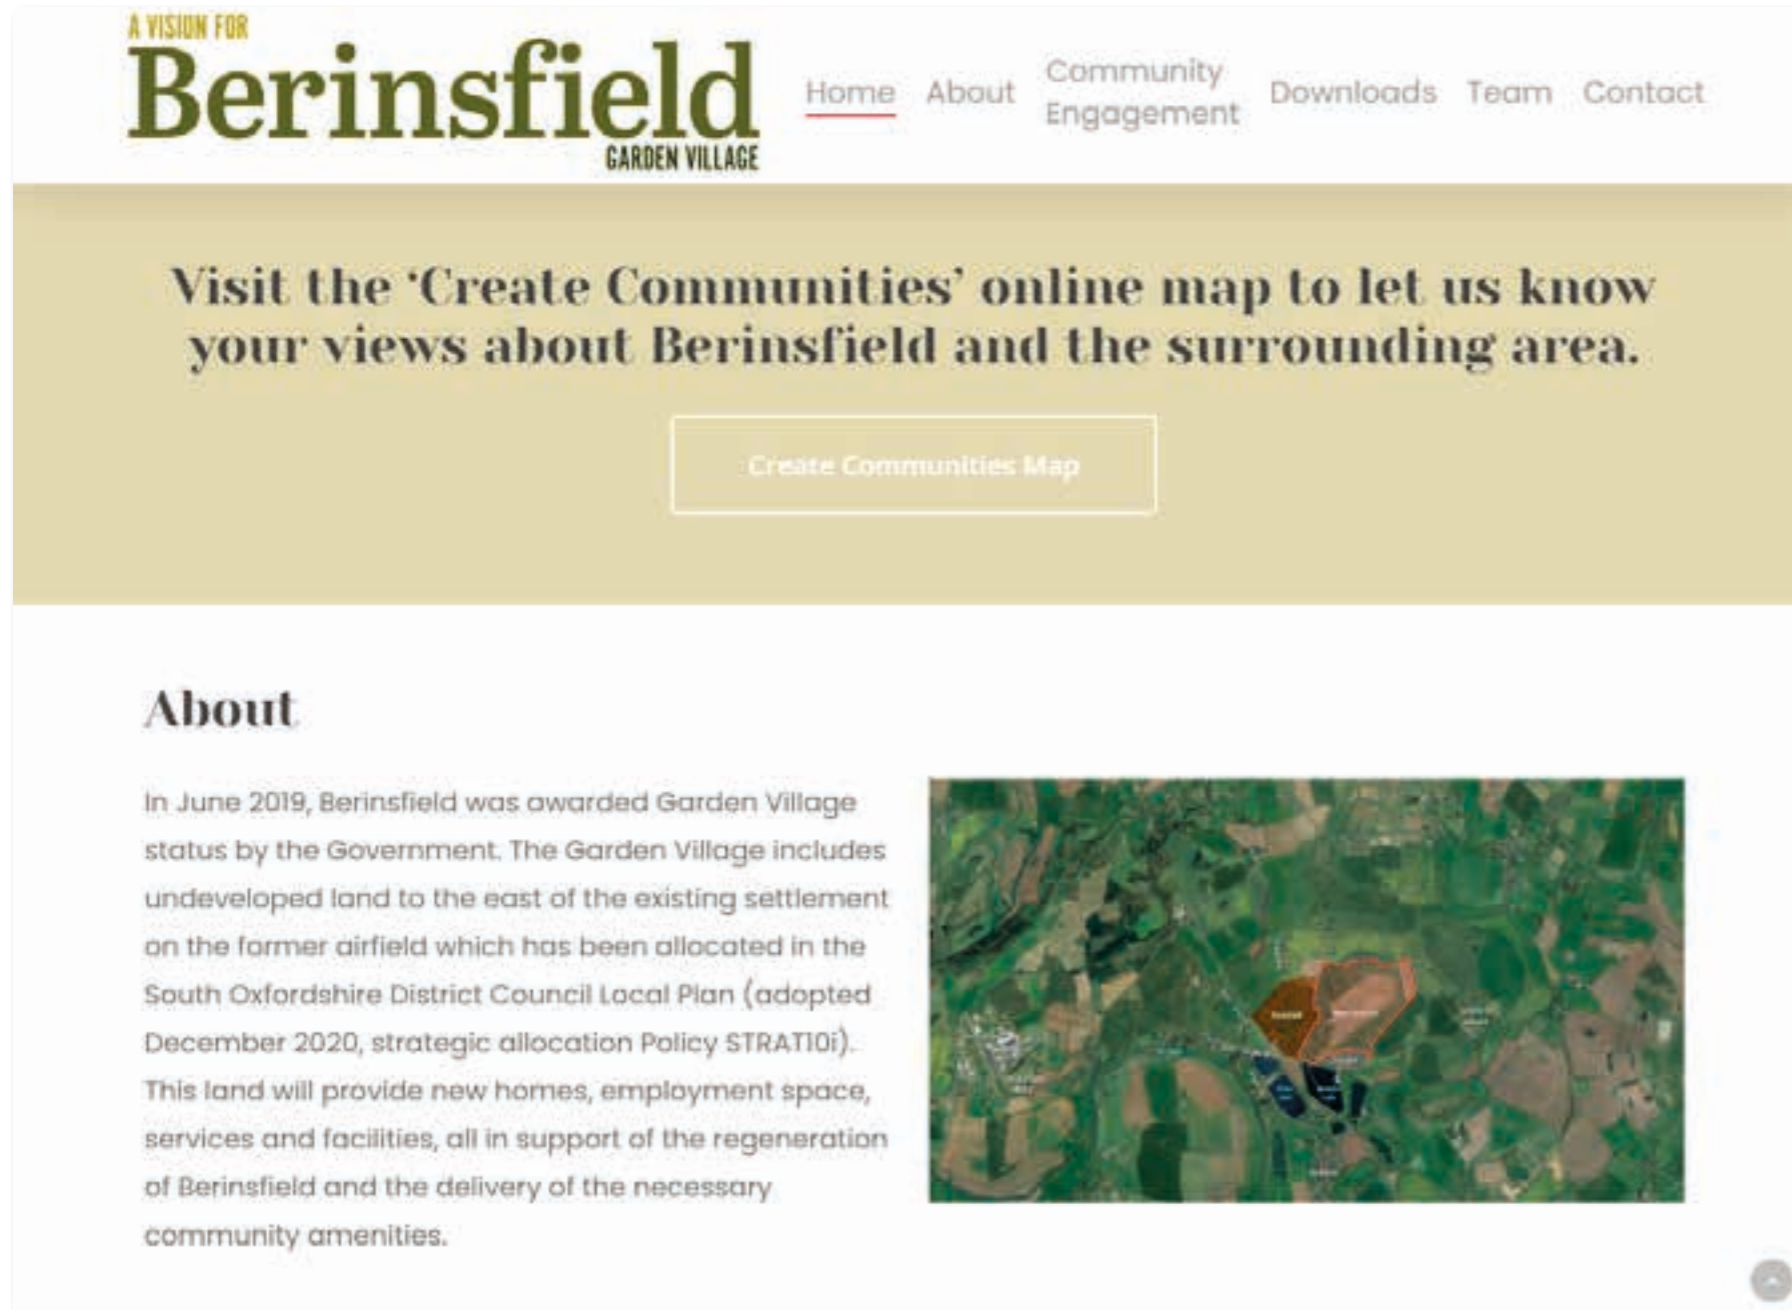 A VISION FOR
Berinsfield
GARDEN VILLAGE
Home About Community Engagement Downloads Team Contact
Visit the ‘Create Communities’ online map to let us know
your views about Berinsfield and the surrounding area.
Create Communities Map
About
In June 2019, Berinsfield was awarded Garden Village
status by the Government. The Garden Village includes
undeveloped land to the east of the existing settlement
on the former airfield which has been allocated in the
South Oxfordshire District Council Local Plan (adopted
December 2020, strategic allocation Policy STRAT10i).
This land will provide new homes, employment space,
services and facilities, all in support of the regeneration
of Berinsfield and the delivery of the necessary
community amenities.